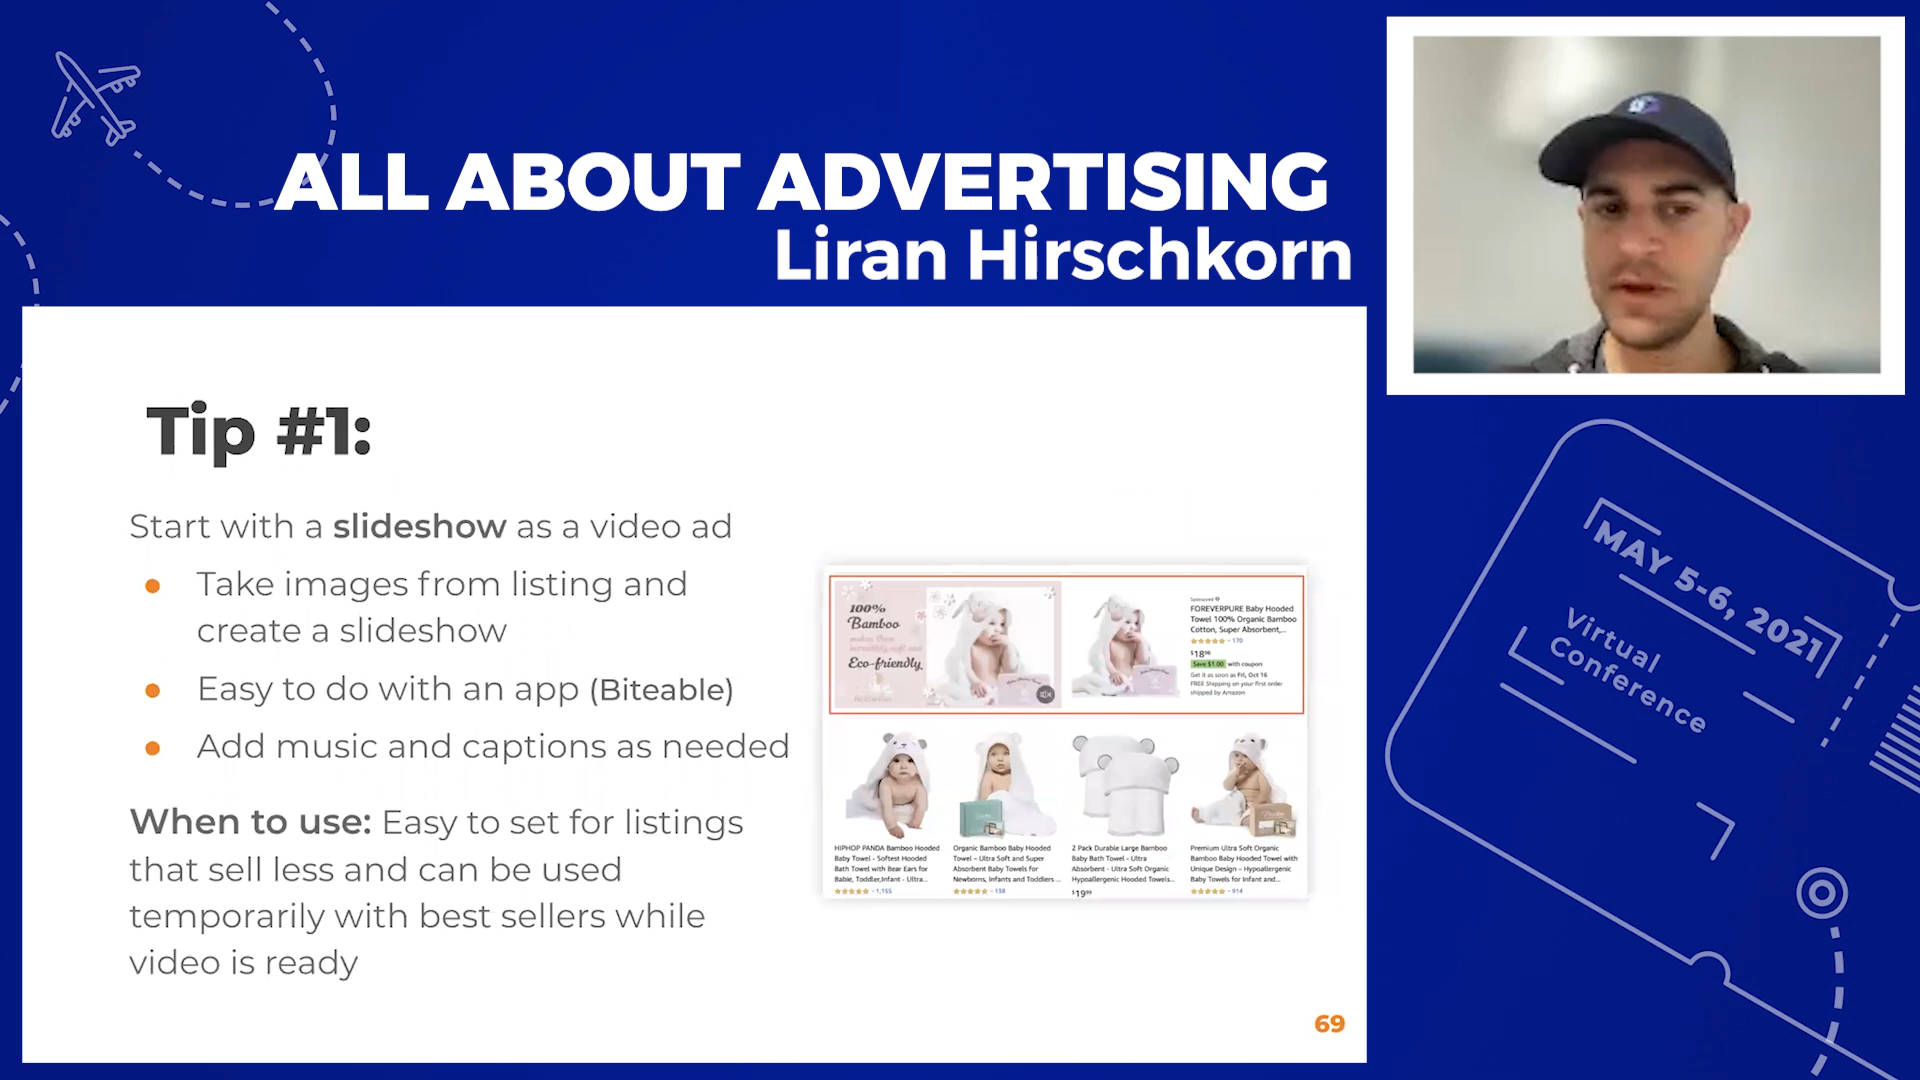 ALL ABOUT ADVERTISING
Liran Hirschkorn
Tip #1:
Start with a slideshow as a video ad
Take images from listing and
create a slideshow
Easy to do with an app (Biteable)
Add music and captions as needed
When to use: Easy to set for listings
that sell less and can be used
temporarily with best sellers while
video is ready
100%
Bamboo
Eco-friendly
Sponsored
FOREVERPURE Baby Hooded
Towel 100% Organic Bamboo
Cotton, Super Absorbent,...
170
$18
Save $1.00 with coupon
Get it as soon as Fri, Oct 16
FREE Shipping on your first order
shipped by Amazon
HIPHOP PANDA Bamboo Hooded
Baby Towel - Softest Hooded
Bath Towel with Bear Ears for
Babie, Toddler,Infant - Ultra...
1,155
Organic Bamboo Baby Hooded
Towel – Ultra Soft and Super
Absorbent Baby Towels for
Newborns, Infants and Toddlers...
158
2 Pack Durable Large Bamboo
Baby Bath Towel - Ultra
Absorbent - Ultra Soft Organic
Hypoallergenic Hooded Towels...
$19
Premium Ultra Soft Organic
Bamboo Baby Hooded Towel with
Unique Design – Hypoallergenic
Baby Towels for Infant and...
914
69
MAY 5-6, 2021
Virtual
Conference